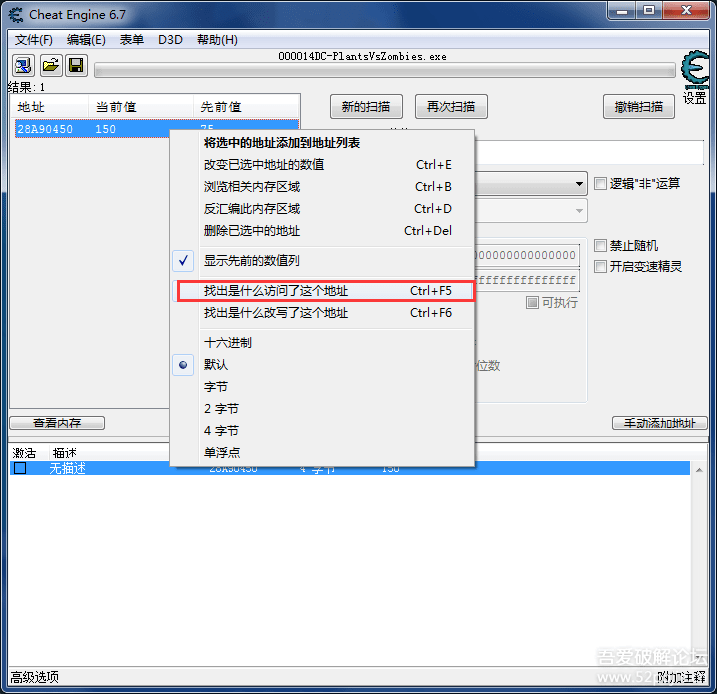 Cheat Engine 6.7
文件(F) 编辑(E) 表单 D3D 帮助(H)
000014DC-PlantsVsZombies.exe
结果: 1
设置
地址 当前值 先前值
新的扫描 再次扫描 撤销扫描
28A90450 150 75
将选中的地址添加到地址列表
改变已选中地址的数值 Ctrl+E
浏览相关内存区域 Ctrl+B
逻辑"非"运算
反汇编此内存区域 Ctrl+D
删除已选中的地址 Ctrl+Del
禁止随机
显示先前的数值列
00000000000000
开启变速精灵
ffffffffffffff
找出是什么访问了这个地址 Ctrl+F5
可执行
找出是什么改写了这个地址 Ctrl+F6
十六进制
默认
位数
字节
2 字节
4 字节
单浮点
查看内存 手动添加地址
激活 描述
无描述 28A90450 4 字节 150
吾爱破解论坛
www.52p
高级选项 附加注释